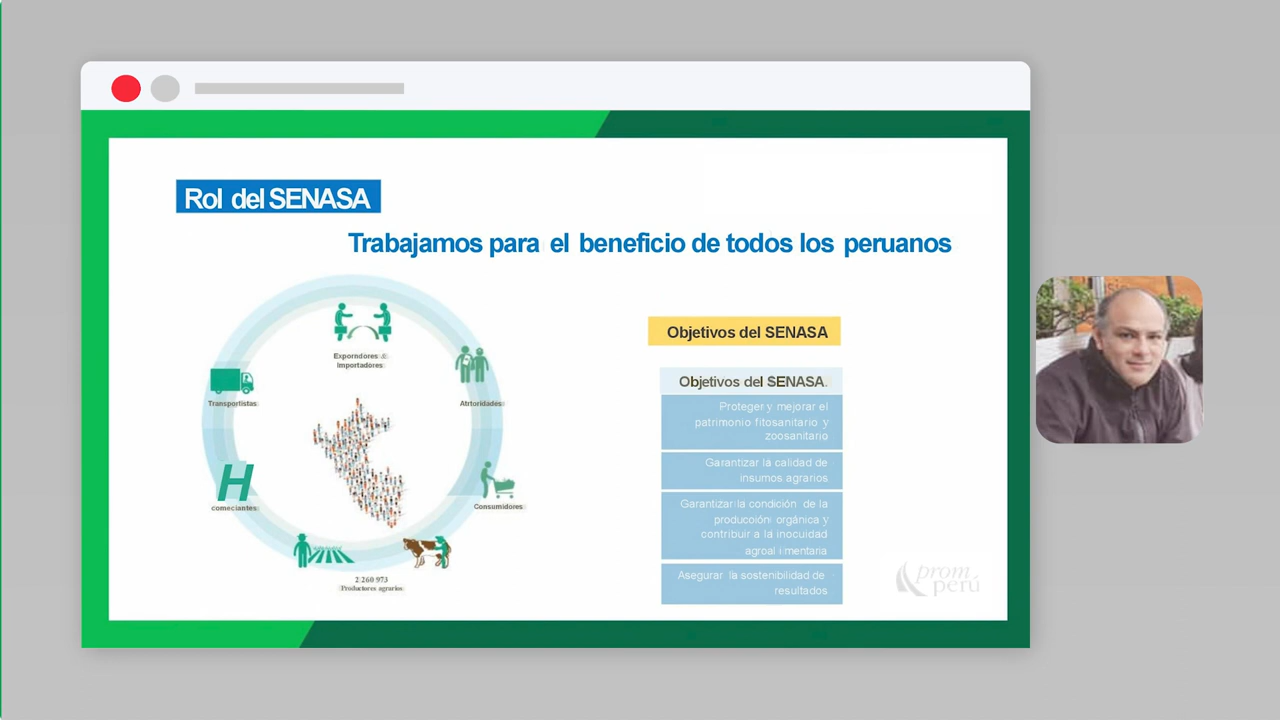 Rol del SENASA
Trabajamos para el beneficio de todos los peruanos
Exporndores &
Importadores
Transportistas
Atrtoridades
comeciantes
Consumidores
2 260 973
Productores agrarios
Objetivos del SENASA
Objetivos del SENASA.
Proteger y mejorar el
patrimonio fitosanitario y
zoosanitario
Garantizar la calidad de
insumos agrarios
Garantizar la condición de la
producción orgánica y
contribuir a la inocuidad
agroal i mentaria
Asegurar la sostenibilidad de
resultados
prom
perú